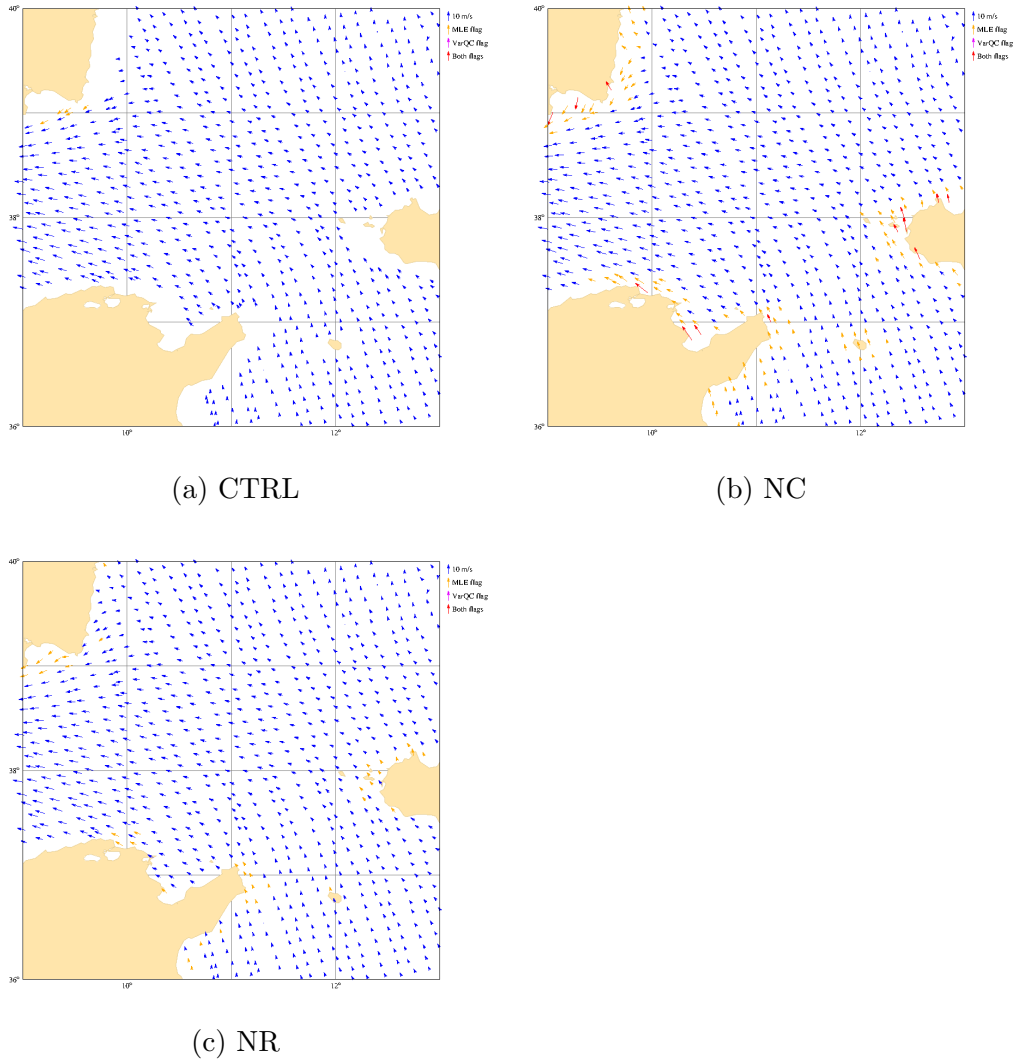 40°
10 m/s
MLE flag
VarQC flag
Both flags
38°
36°
10°
12°
(a) CTRL
40°
10 m/s
MLE flag
VarQC flag
Both flags
38°
36°
10°
12°
(b) NC
40°
10 m/s
MLE flag
VarQC flag
Both flags
38°
36°
10°
12°
(c) NR